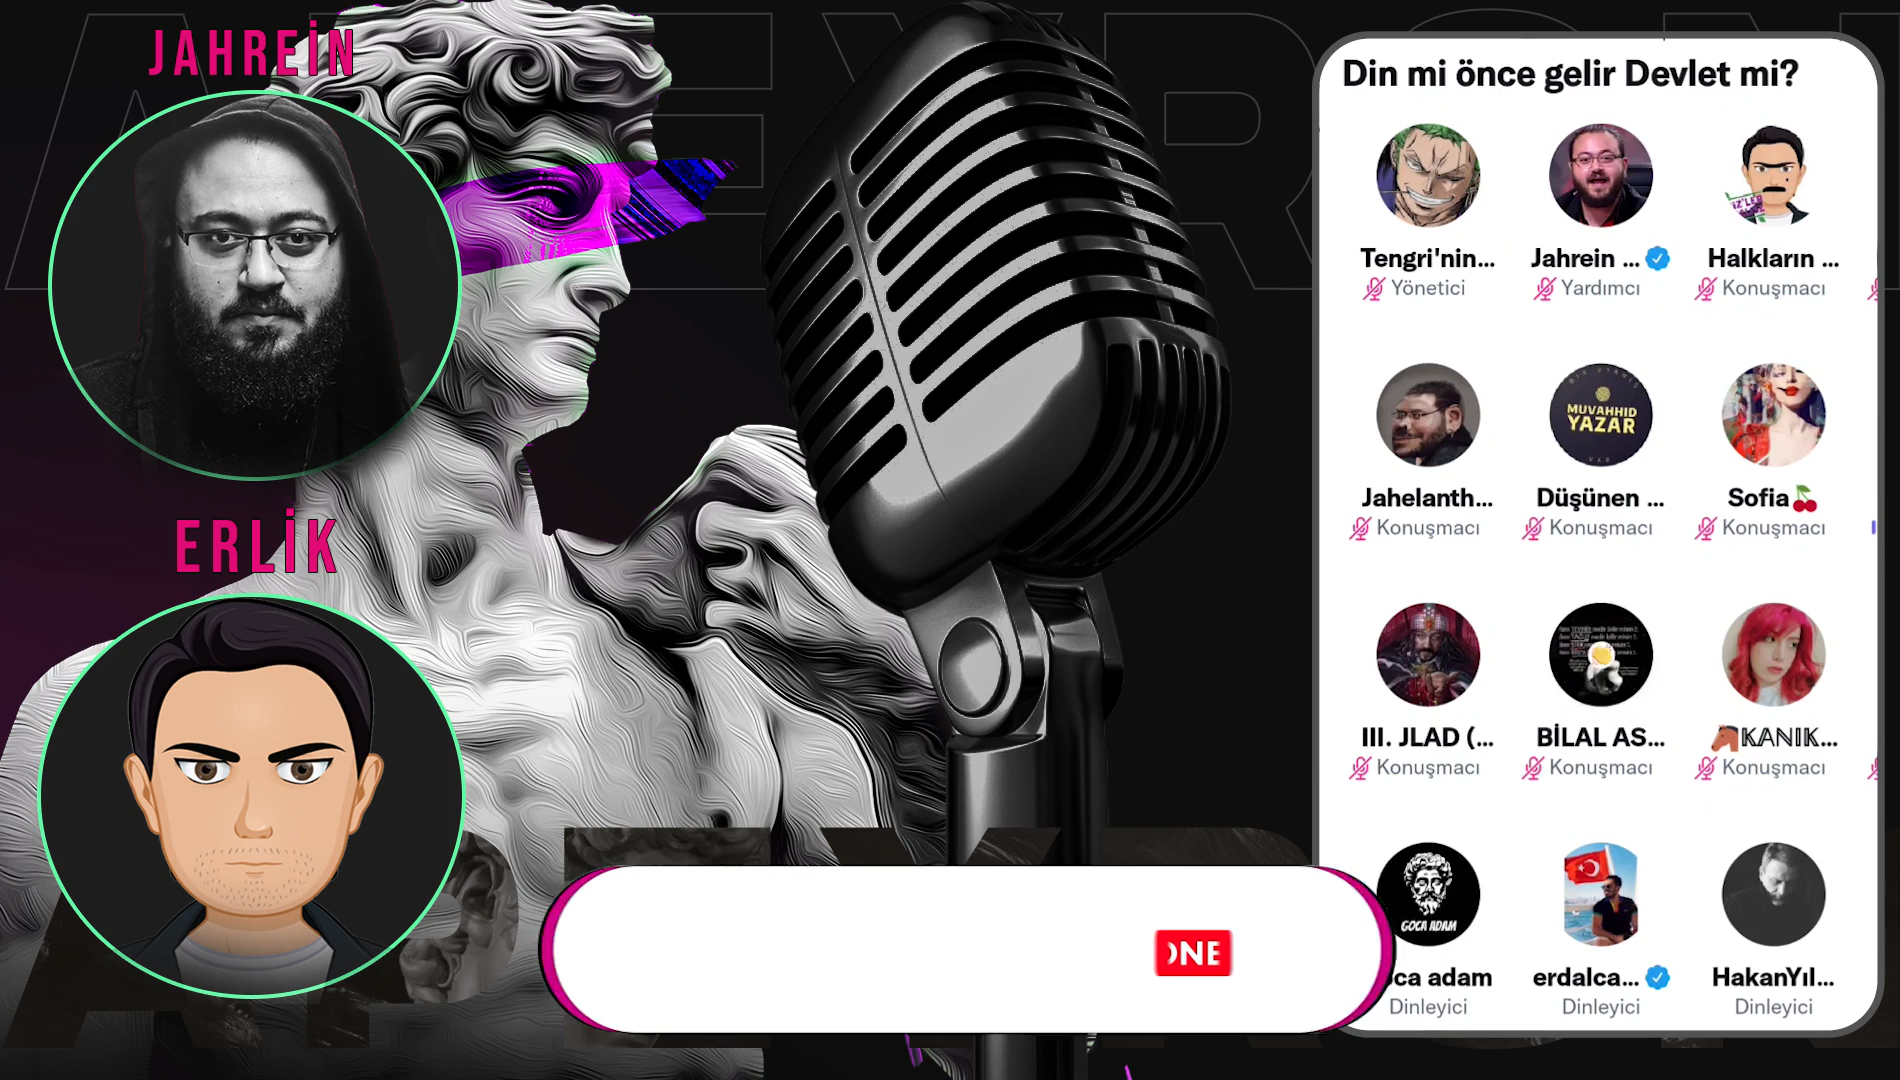 JAHREİN
ERLİK
Din mi önce gelir Devlet mi?
Tengri'nin...
Yönetici
Jahrein ...
Yardımcı
Halkların ...
Konuşmacı
Jahelanth...
Konuşmacı
MUVAHHID
YAZAR
Düşünen ...
Konuşmacı
Sofia🍒
Konuşmacı
III. JLAD (...
Konuşmacı
BİLAL AS...
Konuşmacı
🐴KANIK...
Konuşmacı
GOCA ADAM
ca adam
Dinleyici
erdalca...
Dinleyici
HakanYıl...
Dinleyici
ONE